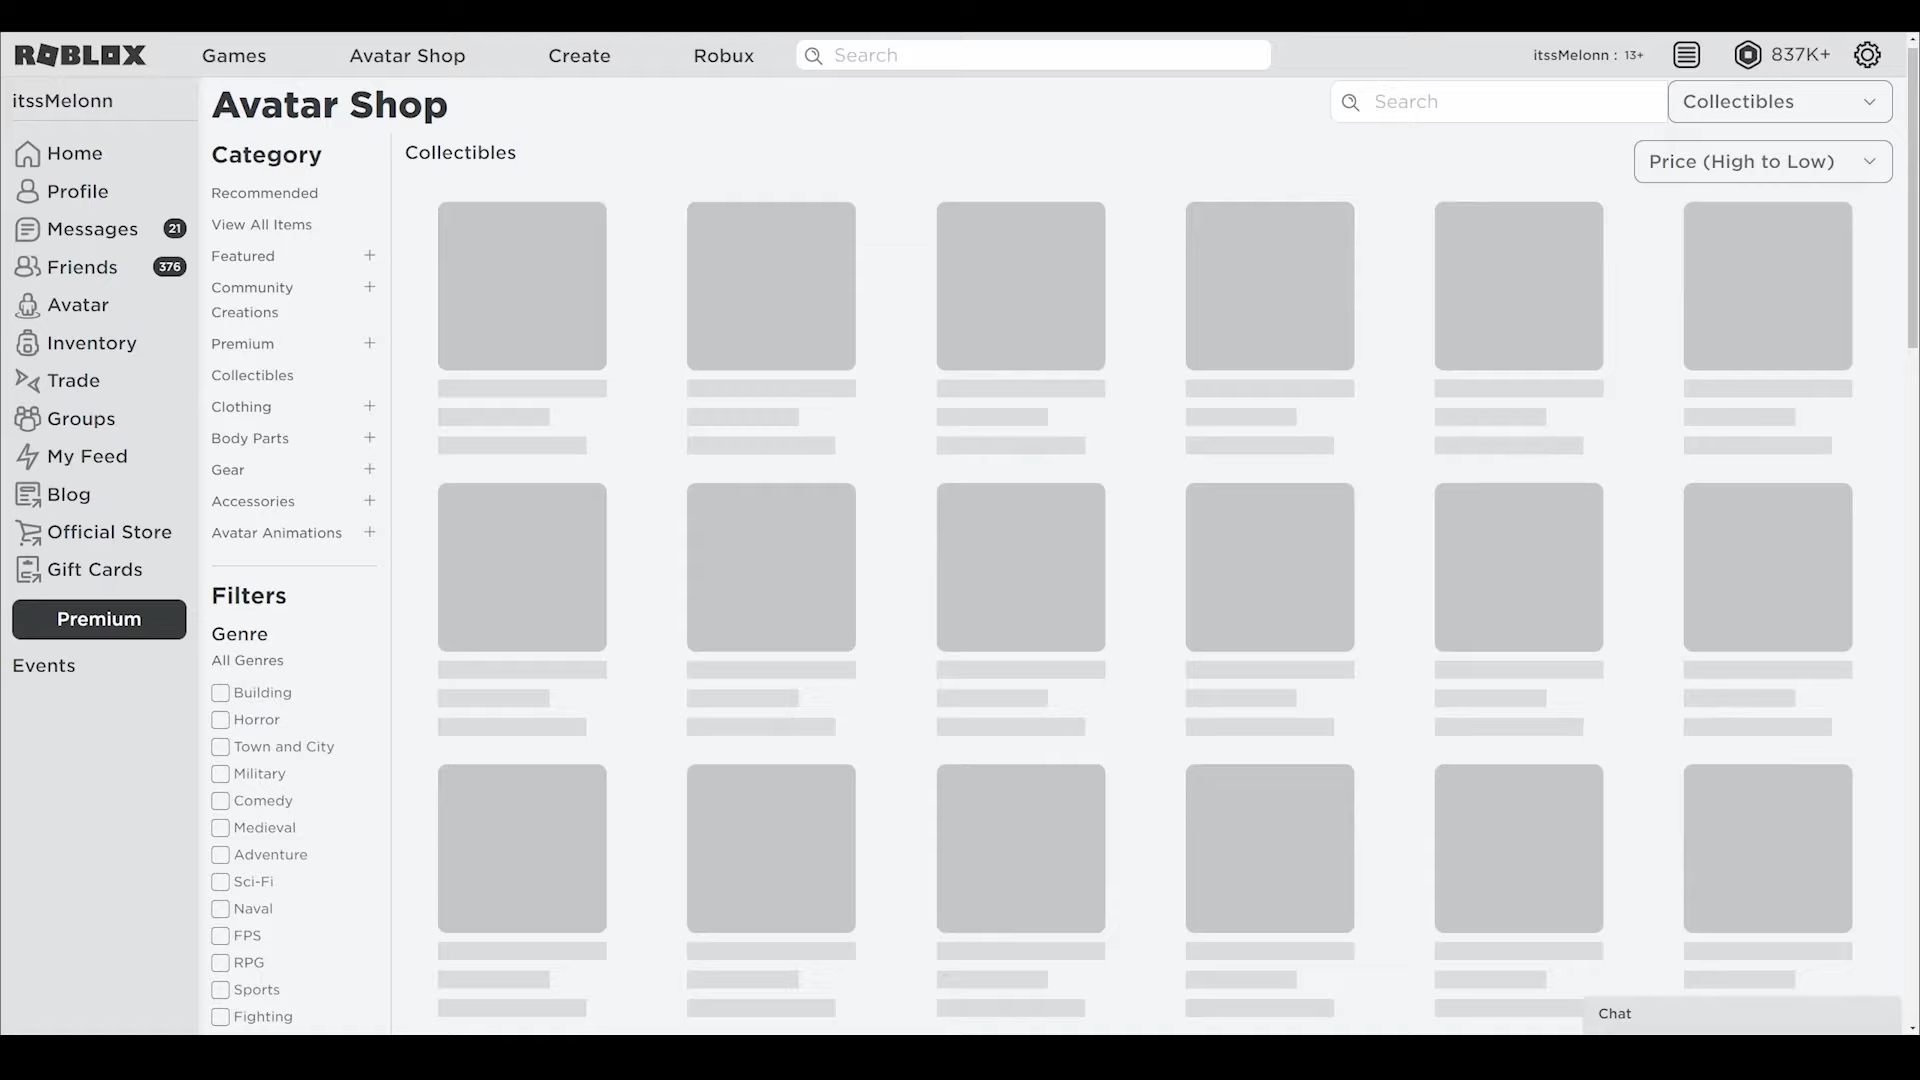 ROBLOX
Games
Avatar Shop
Create
Robux
Search
itssMelonn : 13+
837K+
itssMelonn
Home
Profile
Messages 21
Friends 376
Avatar
Inventory
Trade
Groups
My Feed
Blog
Official Store
Gift Cards
Premium
Events
Avatar Shop
Search
Collectibles
Category
Recommended
View All Items
Featured +
Community +
Creations
Premium +
Collectibles
Clothing +
Body Parts +
Gear +
Accessories +
Avatar Animations +
Filters
Genre
All Genres
Building
Horror
Town and City
Military
Comedy
Medieval
Adventure
Sci-Fi
Naval
FPS
RPG
Sports
Fighting
Collectibles
Price (High to Low)
Chat